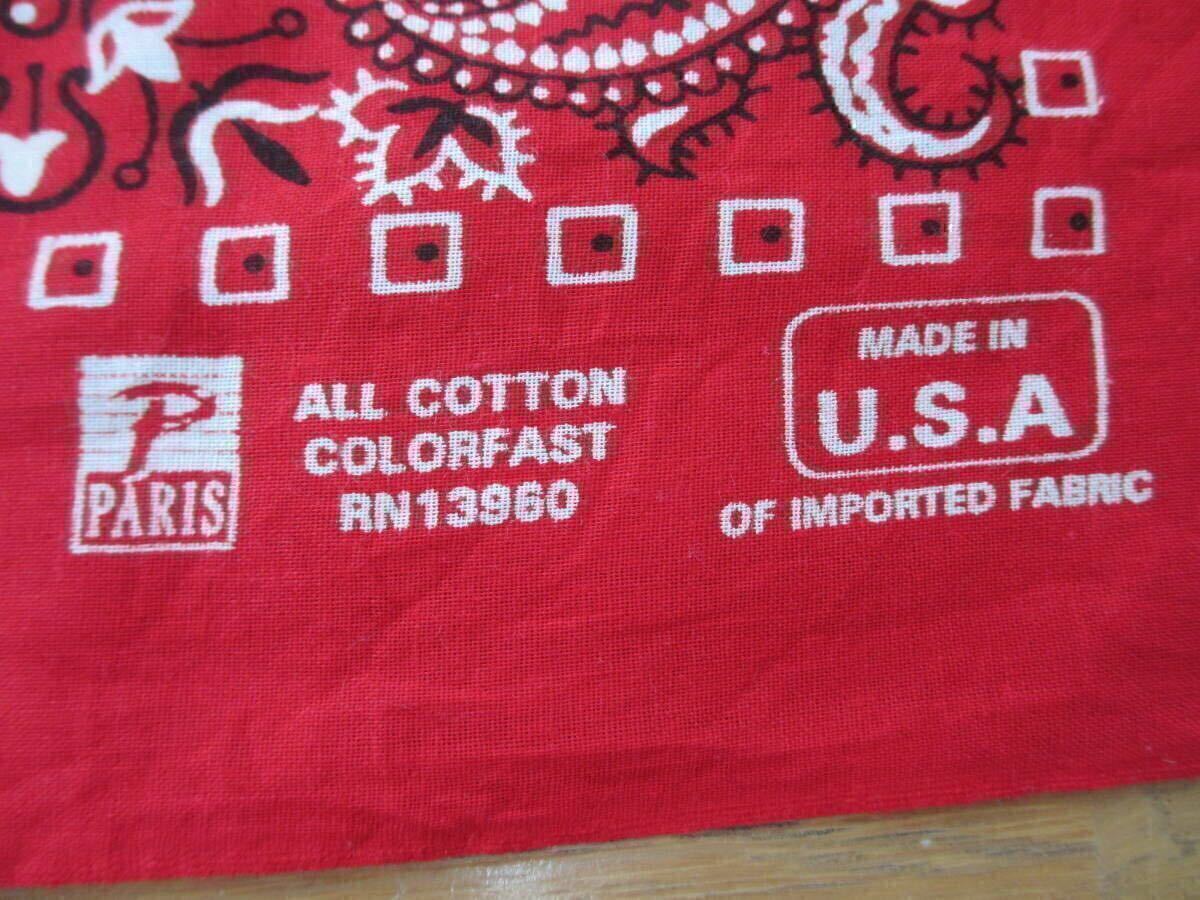 PARIS
ALL COTTON
COLORFAST
RN13960
MADE IN
U.S.A
OF IMPORTED FABRIC